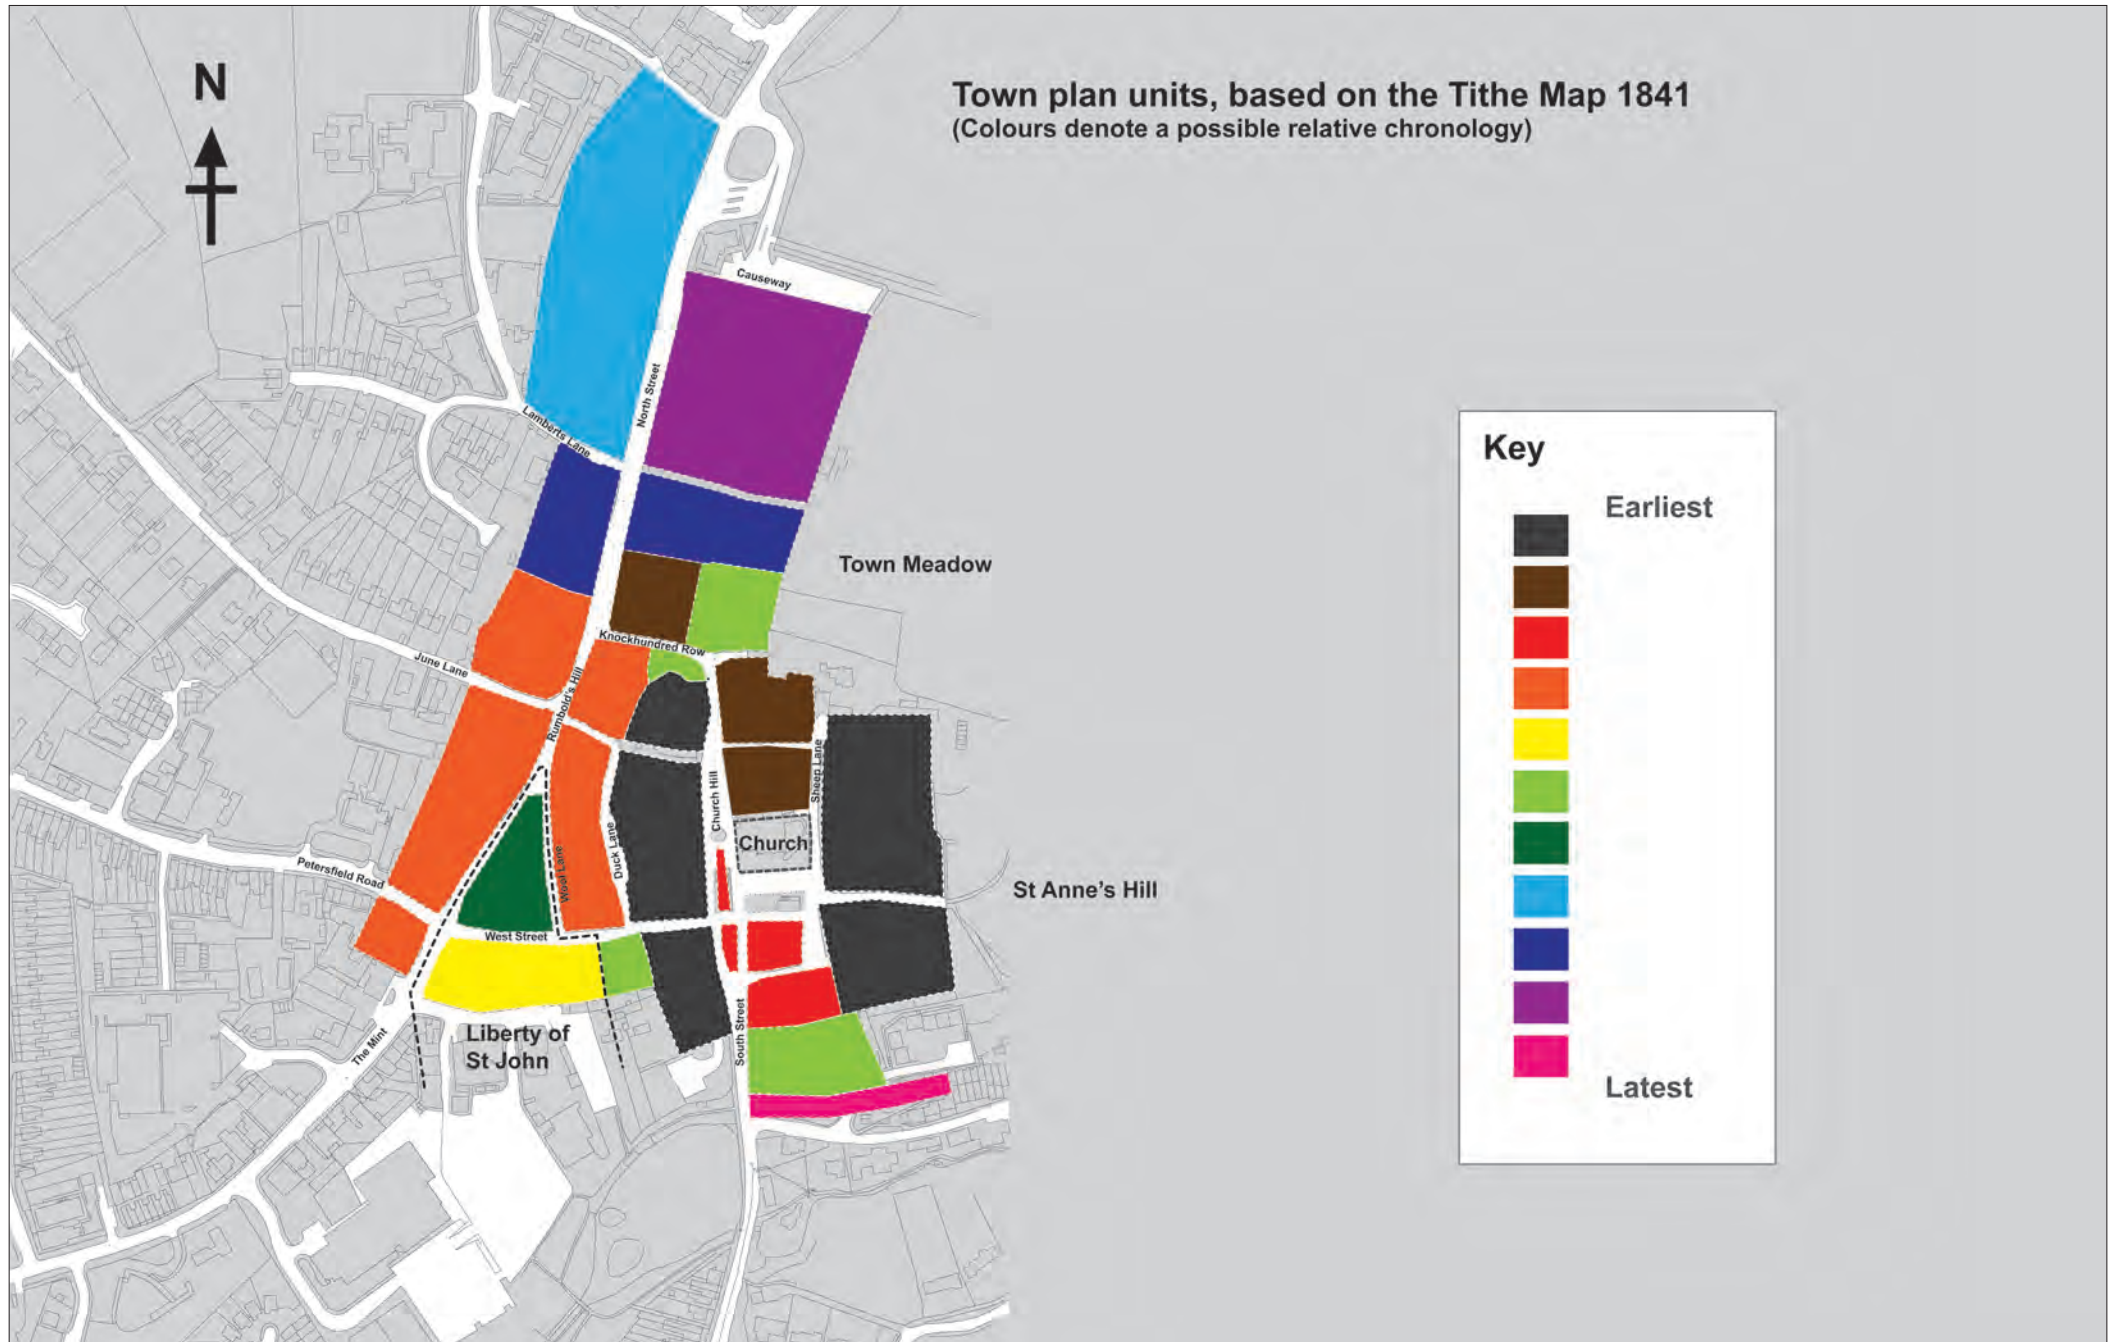 N
Town plan units, based on the Tithe Map 1841
(Colours denote a possible relative chronology)
Causeway
North Street
Lamberts Lane
Key
Earliest
Latest
Town Meadow
Knockhundred Row
June Lane
Rumbold's Hill
Sheep Lane
Church Hill
Church
Duck Lane
Wool Lane
Petersfield Road
St Anne's Hill
West Street
South Street
The Mint
Liberty of
St John